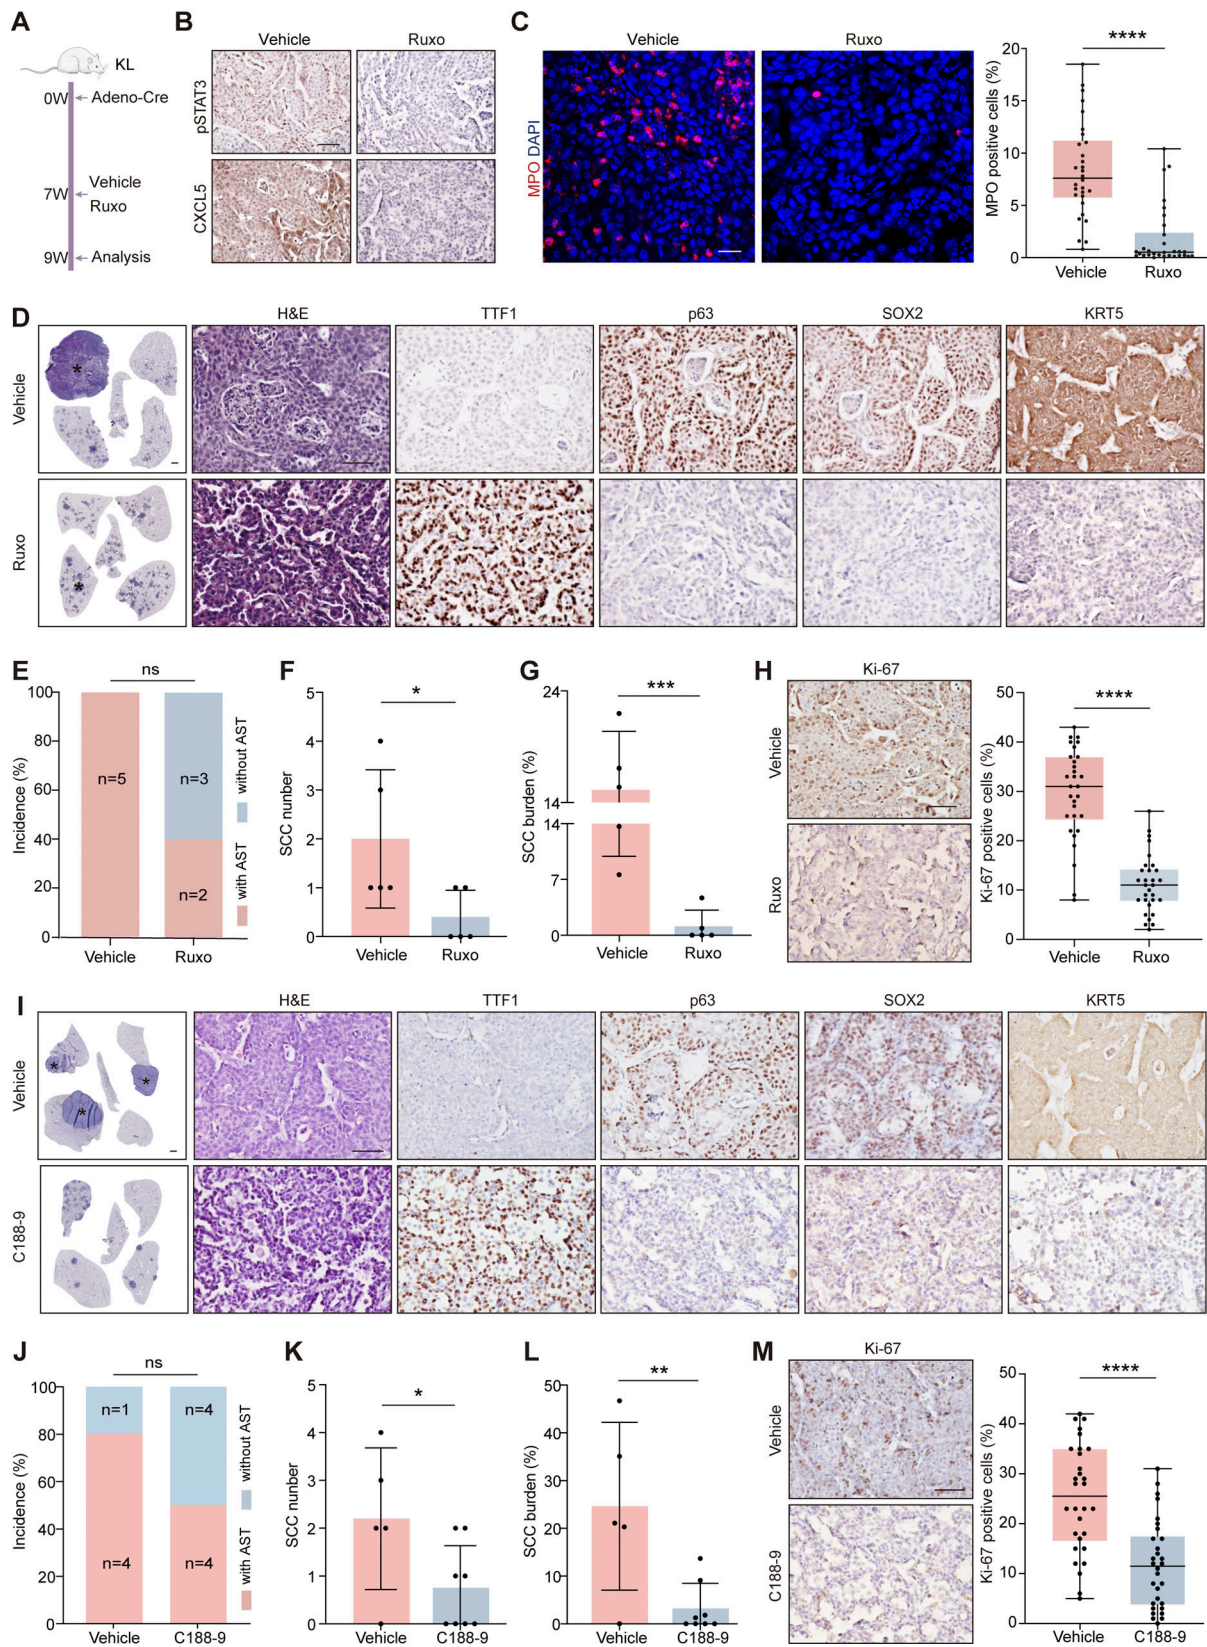 A
KL
0W
Adeno-Cre
7W
Vehicle
Ruxo
9W
Analysis
B
Vehicle
Ruxo
pSTAT3
CXCL5
C
Vehicle
Ruxo
MPO DAPI
****
MPO positive cells (%)
20
15
10
5
0
Vehicle
Ruxo
D
H&E
TTF1
p63
SOX2
KRT5
Vehicle
*
Ruxo
*
E
ns
Incidence (%)
100
80
60
40
20
0
n=5
n=3
n=2
Vehicle
Ruxo
without AST
with AST
F
*
SCC number
5
4
3
2
1
0
Vehicle
Ruxo
G
***
SCC burden (%)
24
14
14
7
0
Vehicle
Ruxo
H
Ki-67
Vehicle
Ruxo
****
Ki-67 positive cells (%)
50
40
30
20
10
0
Vehicle
Ruxo
I
H&E
TTF1
p63
SOX2
KRT5
Vehicle
*
*
*
C188-9
J
ns
Incidence (%)
100
80
60
40
20
0
n=1
n=4
n=4
n=4
Vehicle
C188-9
without AST
with AST
K
*
SCC nunber
5
4
3
2
1
0
Vehicle
C188-9
L
**
SCC burden (%)
60
40
20
0
Vehicle
C188-9
M
Ki-67
Vehicle
C188-9
****
Ki-67 positive cells (%)
50
40
30
20
10
0
Vehicle
C188-9